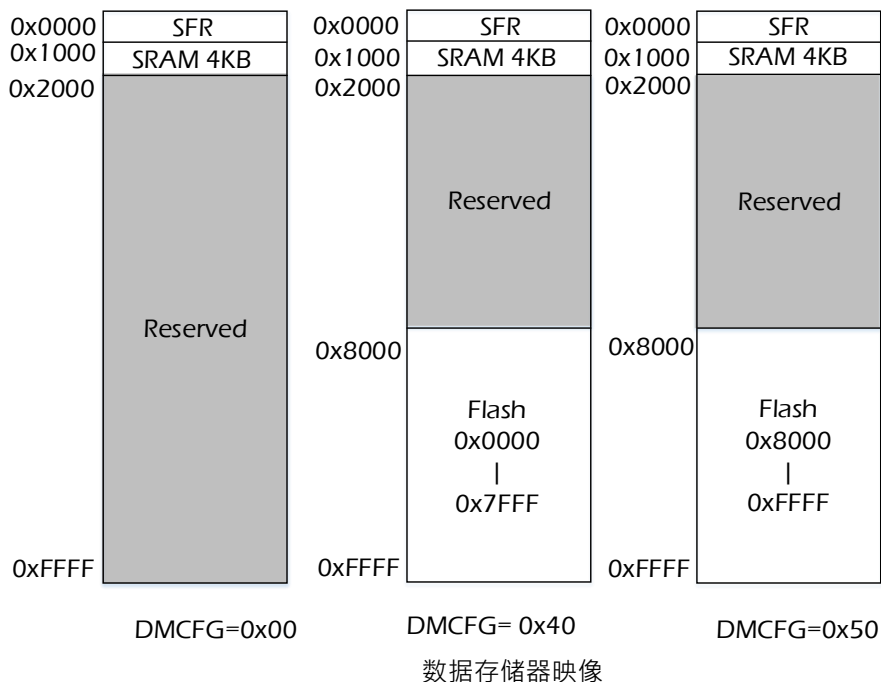 0x0000 SFR 0x0000 SFR 0x0000 SFR
0x1000 SRAM 4KB 0x1000 SRAM 4KB 0x1000 SRAM 4KB
0x2000 0x2000 0x2000
Reserved Reserved
Reserved
0x8000 0x8000
Flash Flash
0x0000 0x8000
| |
0x7FFF 0xFFFF
0xFFFF 0xFFFF 0xFFFF
DMCFG=0x00 DMCFG= 0x40 DMCFG=0x50
数据存储器映像